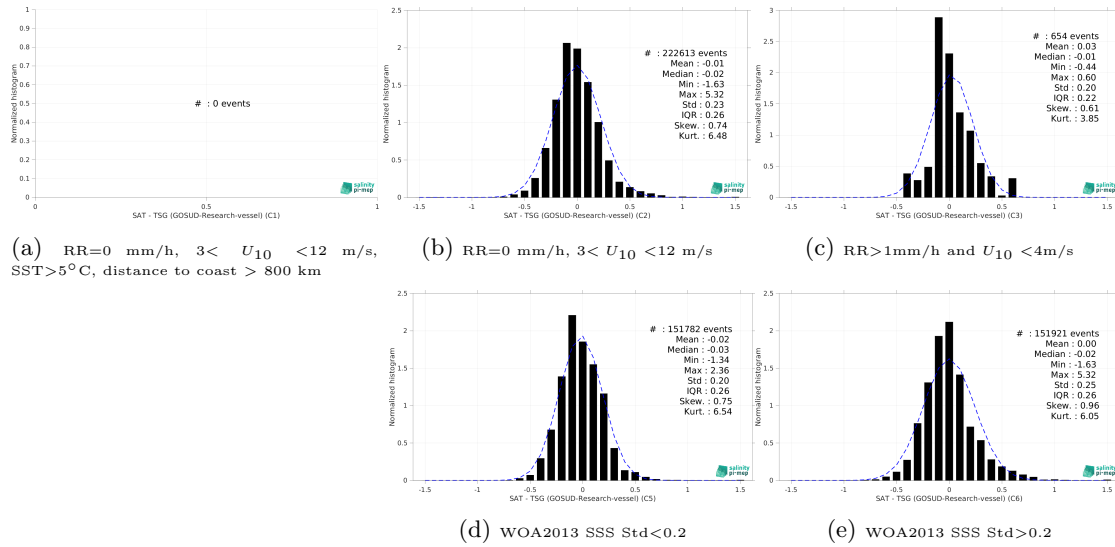 1
0.9
0.8
0.7
0.6
0.5
0.4
0.3
0.2
0.1
0
Normalized histogram
# : 0 events
salinity
pi-mep
0 0.5 1
SAT - TSG (GOSUD-Research-vessel) (C1)
(a) RR=0 mm/h, 3< U10 <12 m/s,
SST>5°C, distance to coast > 800 km
2.5
2
1.5
1
0.5
0
Normalized histogram
# : 222613 events
Mean : -0.01
Median : -0.02
Min : -1.63
Max : 5.32
Std : 0.23
IQR : 0.26
Skew. : 0.74
Kurt. : 6.48
salinity
pi-mep
-1.5 -1 -0.5 0 0.5 1 1.5
SAT - TSG (GOSUD-Research-vessel) (C2)
(b) RR=0 mm/h, 3< U10 <12 m/s
3
2.5
2
1.5
1
0.5
0
Normalized histogram
# : 654 events
Mean : 0.03
Median : -0.01
Min : -0.44
Max : 0.60
Std : 0.20
IQR : 0.22
Skew. : 0.61
Kurt. : 3.85
salinity
pi-mep
-1.5 -1 -0.5 0 0.5 1 1.5
SAT - TSG (GOSUD-Research-vessel) (C3)
(c) RR>1mm/h and U10 <4m/s
2.5
2
1.5
1
0.5
0
Normalized histogram
# : 151782 events
Mean : -0.02
Median : -0.03
Min : -1.34
Max : 2.36
Std : 0.20
IQR : 0.26
Skew. : 0.75
Kurt. : 6.54
salinity
pi-mep
-1.5 -1 -0.5 0 0.5 1 1.5
SAT - TSG (GOSUD-Research-vessel) (C5)
(d) WOA2013 SSS Std<0.2
2.5
2
1.5
1
0.5
0
Normalized histogram
# : 151921 events
Mean : 0.00
Median : -0.02
Min : -1.63
Max : 5.32
Std : 0.25
IQR : 0.26
Skew. : 0.96
Kurt. : 6.05
salinity
pi-mep
-1.5 -1 -0.5 0 0.5 1 1.5
SAT - TSG (GOSUD-Research-vessel) (C6)
(e) WOA2013 SSS Std>0.2